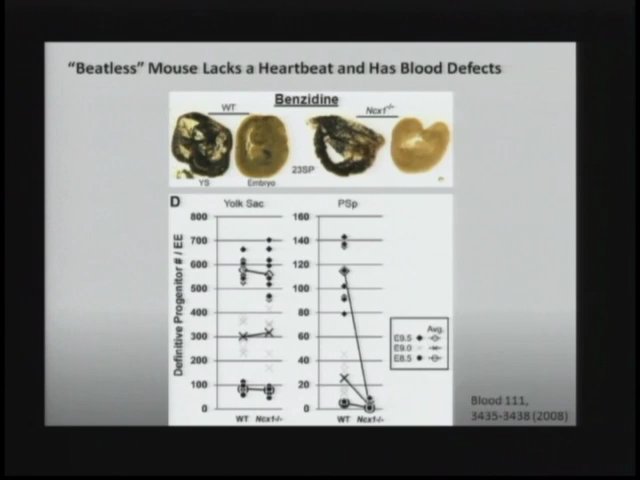 “Beatless” Mouse Lacks a Heartbeat and Has Blood Defects
Benzidine
WT
Ncx1-/-
23SP
YS
Embryo
D
Yolk Sac
PSp
Definitive Progenitor # / EE
800
700
600
500
400
300
200
100
0
WT Ncx1-/-
160
140
120
100
80
60
40
20
0
WT Ncx1-/-
Avg.
E9.5
E9.0
E8.5
Blood 111,
3435-3438 (2008)